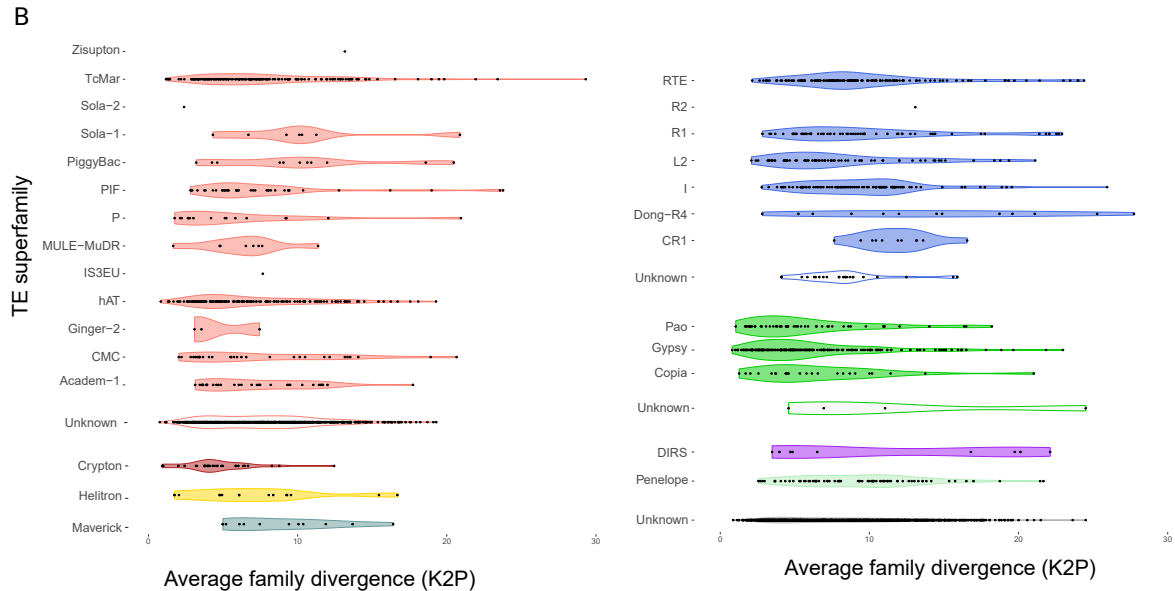 B
TE superfamily
Zisupton
TcMar
Sola−2
Sola−1
PiggyBac
PIF
P
MULE−MuDR
IS3EU
hAT
Ginger−2
CMC
Academ−1
Unknown
Crypton
Helitron
Maverick
0 10 20 30
Average family divergence (K2P)
RTE
R2
R1
L2
I
Dong−R4
CR1
Unknown
Pao
Gypsy
Copia
Unknown
DIRS
Penelope
Unknown
0 10 20 30
Average family divergence (K2P)